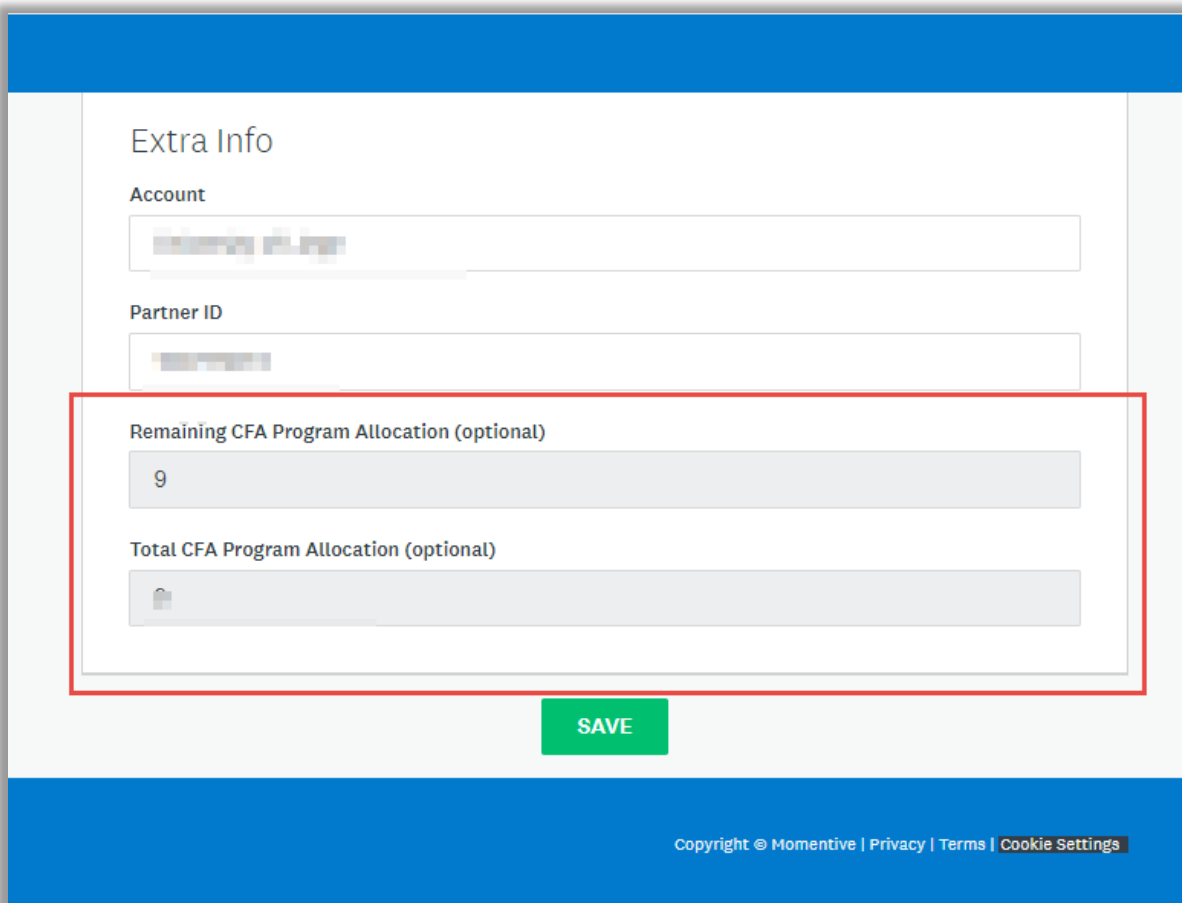 Extra Info
Account
Partner ID
Remaining CFA Program Allocation (optional)
9
Total CFA Program Allocation (optional)
SAVE
Copyright © Momentive | Privacy | Terms | Cookie Settings